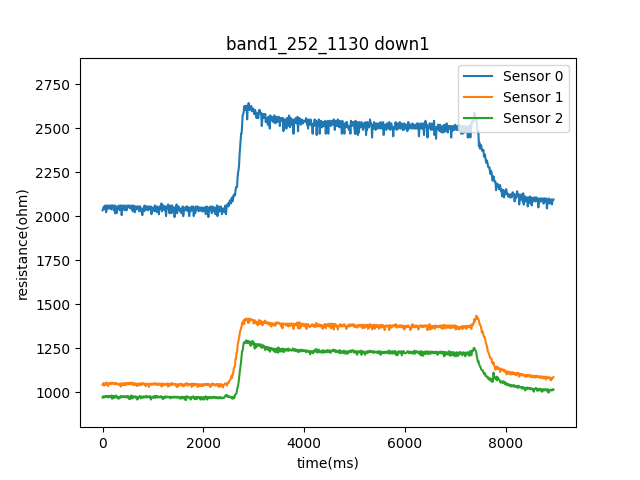 band1_252_1130 down1
Sensor 0
Sensor 1
Sensor 2
resistance(ohm)
2750
2500
2250
2000
1750
1500
1250
1000
0 2000 4000 6000 8000
time(ms)